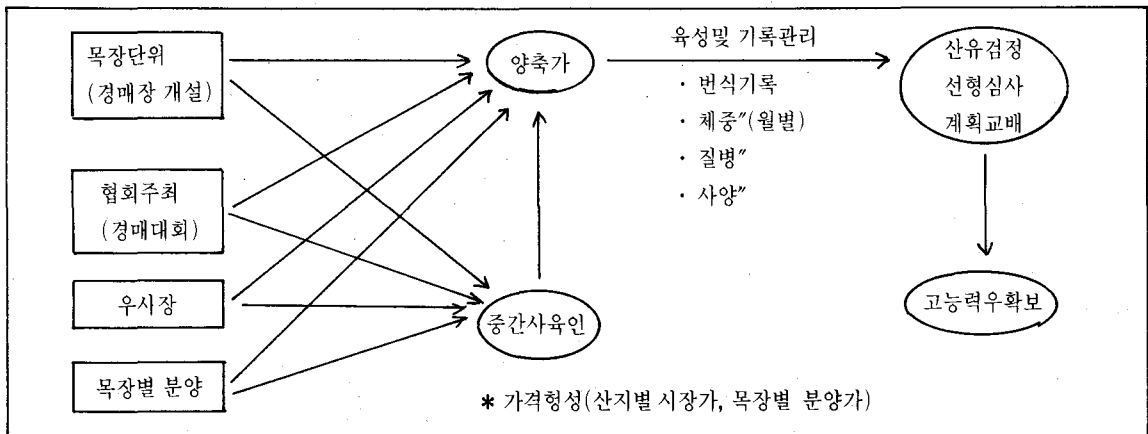 목장단위
(경매장 개설)
협회주최
(경매대회)
우시장
목장별 분양
양축가
중간사육인
육성및 기록관리
· 번식기록
· 체중″(월별)
· 질병″
· 사양″
산유검정
선형심사
계획교배
고능력우확보
* 가격형성(산지별 시장가, 목장별 분양가)